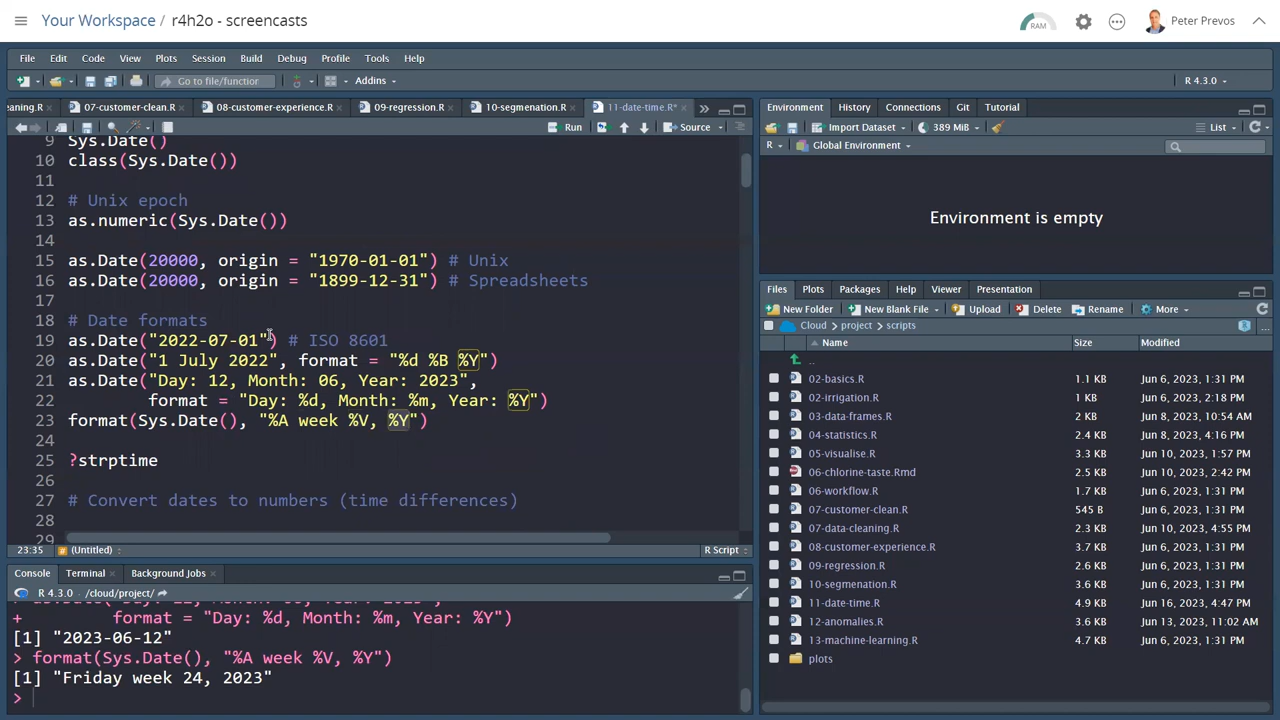 Your Workspace / r4h2o - screencasts
RAM
Peter Prevos
File Edit Code View Plots Session Build Debug Profile Tools Help
Go to file/function Addins
R 4.3.0
eaning.R 07-customer-clean.R 08-customer-experience.R 09-regression.R 10-segmenation.R 11-date-time.R*
Run Source
9 Sys.Date()
10 class(Sys.Date())
11
12 # Unix epoch
13 as.numeric(Sys.Date())
14
15 as.Date(20000, origin = "1970-01-01") # Unix
16 as.Date(20000, origin = "1899-12-31") # Spreadsheets
17
18 # Date formats
19 as.Date("2022-07-01") # ISO 8601
20 as.Date("1 July 2022", format = "%d %B %Y")
21 as.Date("Day: 12, Month: 06, Year: 2023",
22 format = "Day: %d, Month: %m, Year: %Y")
23 format(Sys.Date(), "%A week %V, %Y")
24
25 ?strptime
26
27 # Convert dates to numbers (time differences)
28
29
23:35 (Untitled) R Script
Console Terminal Background Jobs
R 4.3.0 · /cloud/project/
+ format = "Day: %d, Month: %m, Year: %Y")
[1] "2023-06-12"
> format(Sys.Date(), "%A week %V, %Y")
[1] "Friday week 24, 2023"
>
Environment History Connections Git Tutorial
Import Dataset 389 MiB List
R Global Environment
Environment is empty
Files Plots Packages Help Viewer Presentation
New Folder New Blank File Upload Delete Rename More
Cloud project scripts ...
Name Size Modified
..
02-basics.R 1.1 KB Jun 6, 2023, 1:31 PM
02-irrigation.R 1 KB Jun 6, 2023, 1:31 PM
03-data-frames.R 2 KB Jun 8, 2023, 10:54 AM
04-statistics.R 2.4 KB Jun 8, 2023, 4:16 PM
05-visualise.R 3.3 KB Jun 10, 2023, 1:57 PM
06-chlorine-taste.Rmd 2.5 KB Jun 10, 2023, 2:42 PM
06-workflow.R 1.7 KB Jun 6, 2023, 1:31 PM
07-customer-clean.R 545 B Jun 6, 2023, 1:31 PM
07-data-cleaning.R 2.3 KB Jun 10, 2023, 4:55 PM
08-customer-experience.R 3.7 KB Jun 6, 2023, 1:31 PM
09-regression.R 2.6 KB Jun 6, 2023, 1:31 PM
10-segmenation.R 3.3 KB Jun 6, 2023, 1:31 PM
11-date-time.R 4.9 KB Jun 16, 2023, 4:47 PM
12-anomalies.R 3.6 KB Jun 13, 2023, 11:02 AM
13-machine-learning.R 4.3 KB Jun 6, 2023, 1:31 PM
plots